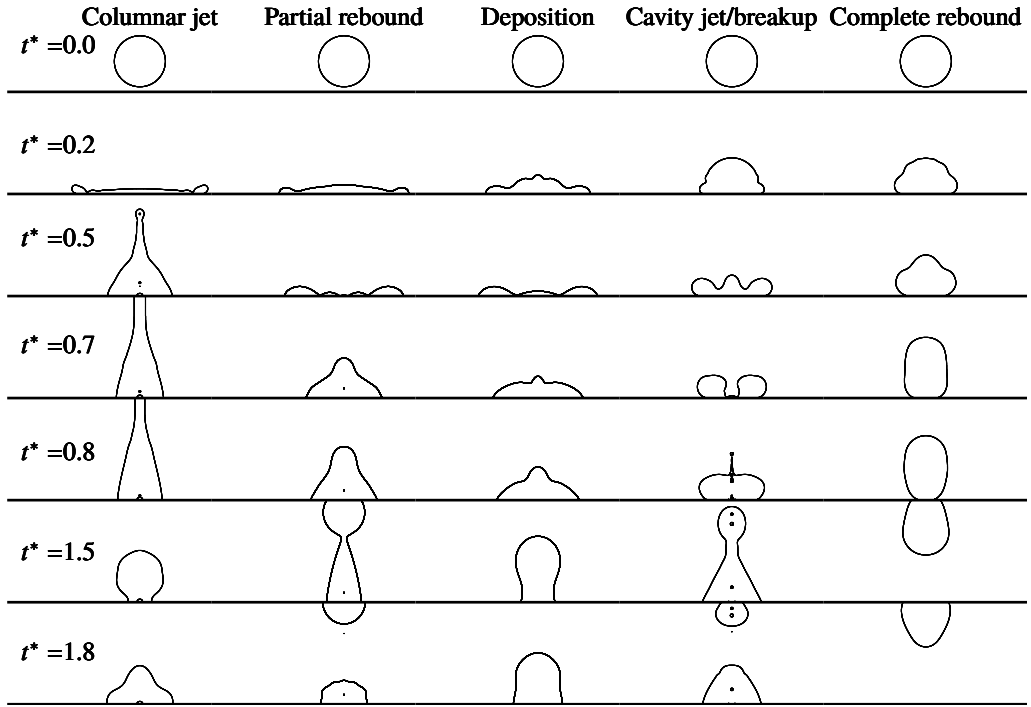 Columnar jet Partial rebound Deposition Cavity jet/breakup Complete rebound
t* =0.0
t* =0.2
t* =0.5
t* =0.7
t* =0.8
t* =1.5
t* =1.8